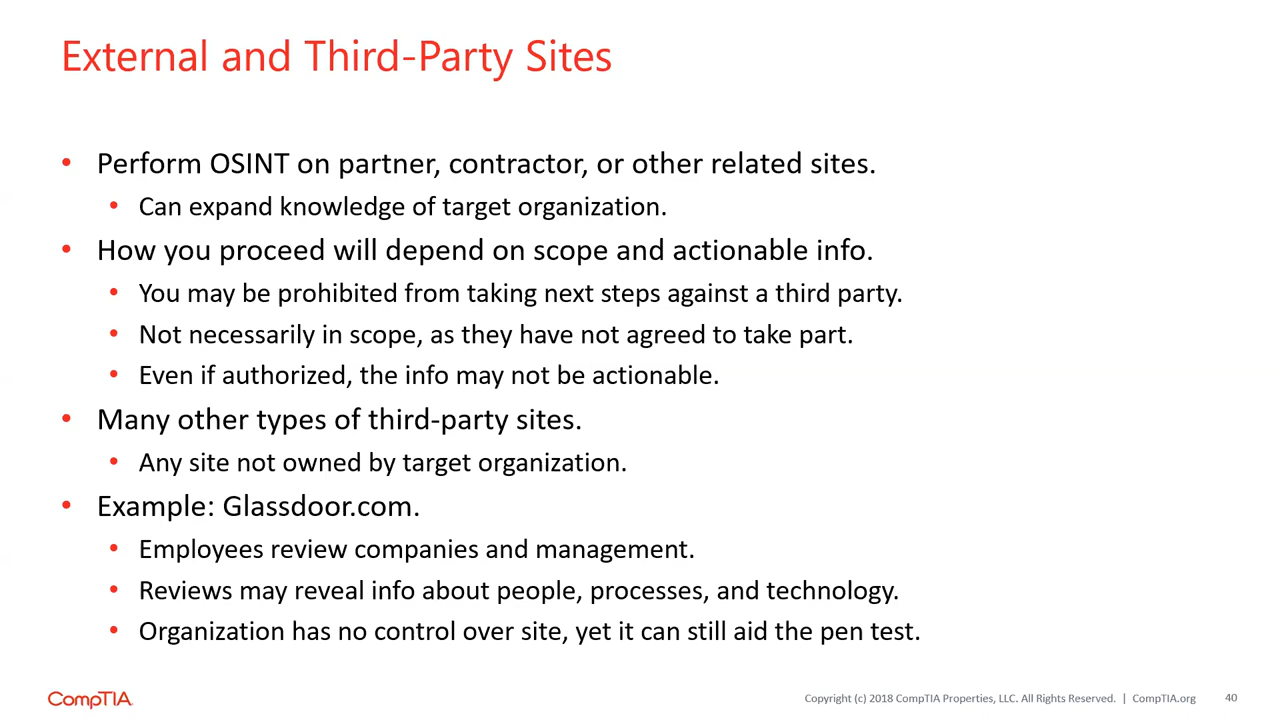 External and Third-Party Sites
• Perform OSINT on partner, contractor, or other related sites.
• Can expand knowledge of target organization.
• How you proceed will depend on scope and actionable info.
• You may be prohibited from taking next steps against a third party.
• Not necessarily in scope, as they have not agreed to take part.
• Even if authorized, the info may not be actionable.
• Many other types of third-party sites.
• Any site not owned by target organization.
• Example: Glassdoor.com.
• Employees review companies and management.
• Reviews may reveal info about people, processes, and technology.
• Organization has no control over site, yet it can still aid the pen test.
CompTIA. Copyright (c) 2018 CompTIA Properties, LLC. All Rights Reserved. | CompTIA.org 40